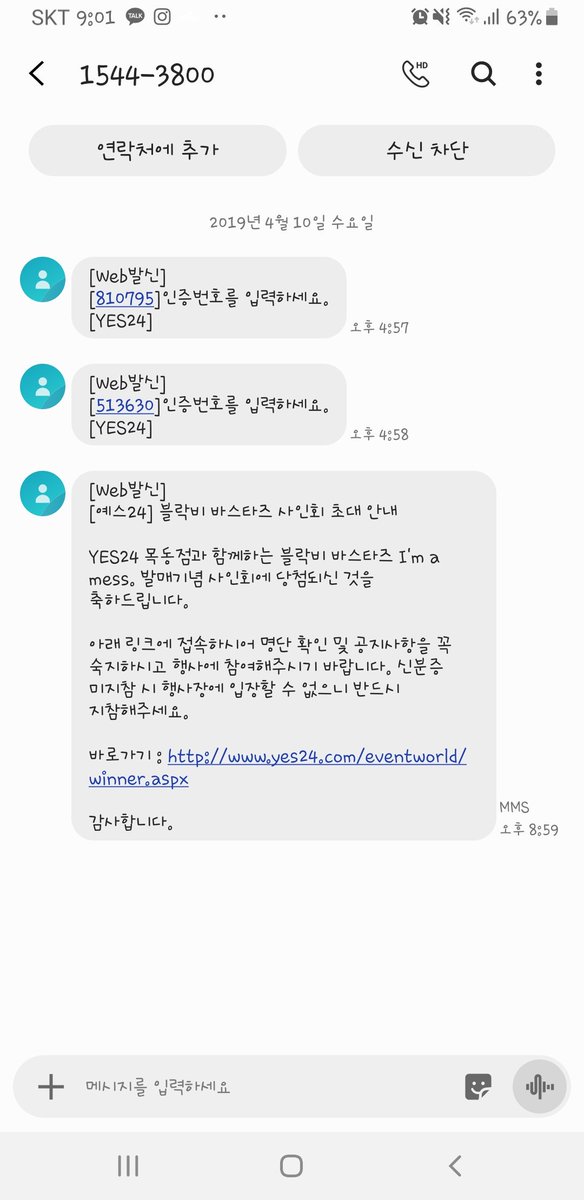 SKT 9:01 TALK 63%
1544-3800
HD
연락처에 추가
수신 차단
2019년 4월 10일 수요일
[Web발신]
[810795]인증번호를 입력하세요.
[YES24]
오후 4:57
[Web발신]
[513630]인증번호를 입력하세요.
[YES24]
오후 4:58
[Web발신]
[예스24] 블락비 바스타즈 사인회 초대 안내
YES24 목동점과 함께하는 블락비 바스타즈 I'm a
mess. 발매기념 사인회에 당첨되신 것을
축하드립니다.
아래 링크에 접속하시어 명단 확인 및 공지사항을 꼭
숙지하시고 행사에 참여해주시기 바랍니다. 신분증
미지참 시 행사장에 입장할 수 없으니 반드시
지참해주세요.
바로가기 : http://www.yes24.com/eventworld/
winner.aspx
감사합니다.
MMS
오후 8:59
메시지를 입력하세요